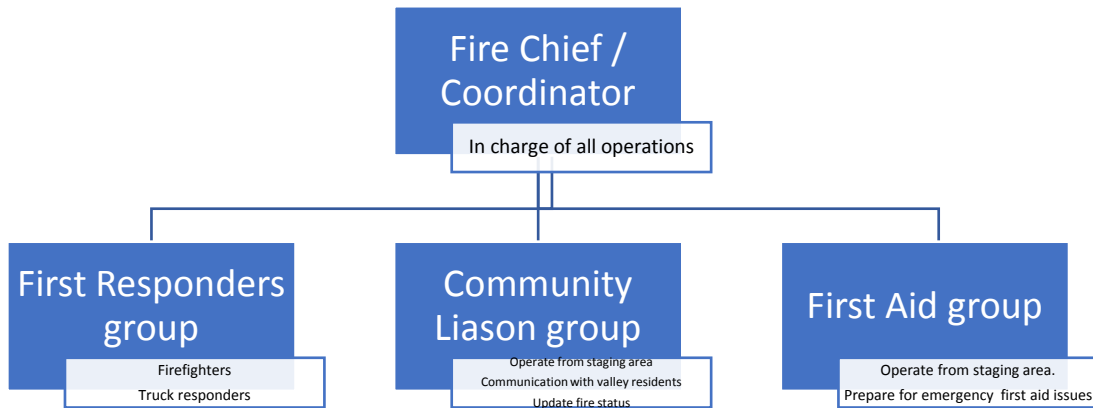 Fire Chief /
Coordinator
In charge of all operations
First Responders
group
Firefighters
Truck responders
Community
Liason group
Operate from staging area
Communication with valley residents
Update fire status
First Aid group
Operate from staging area.
Prepare for emergency first aid issues